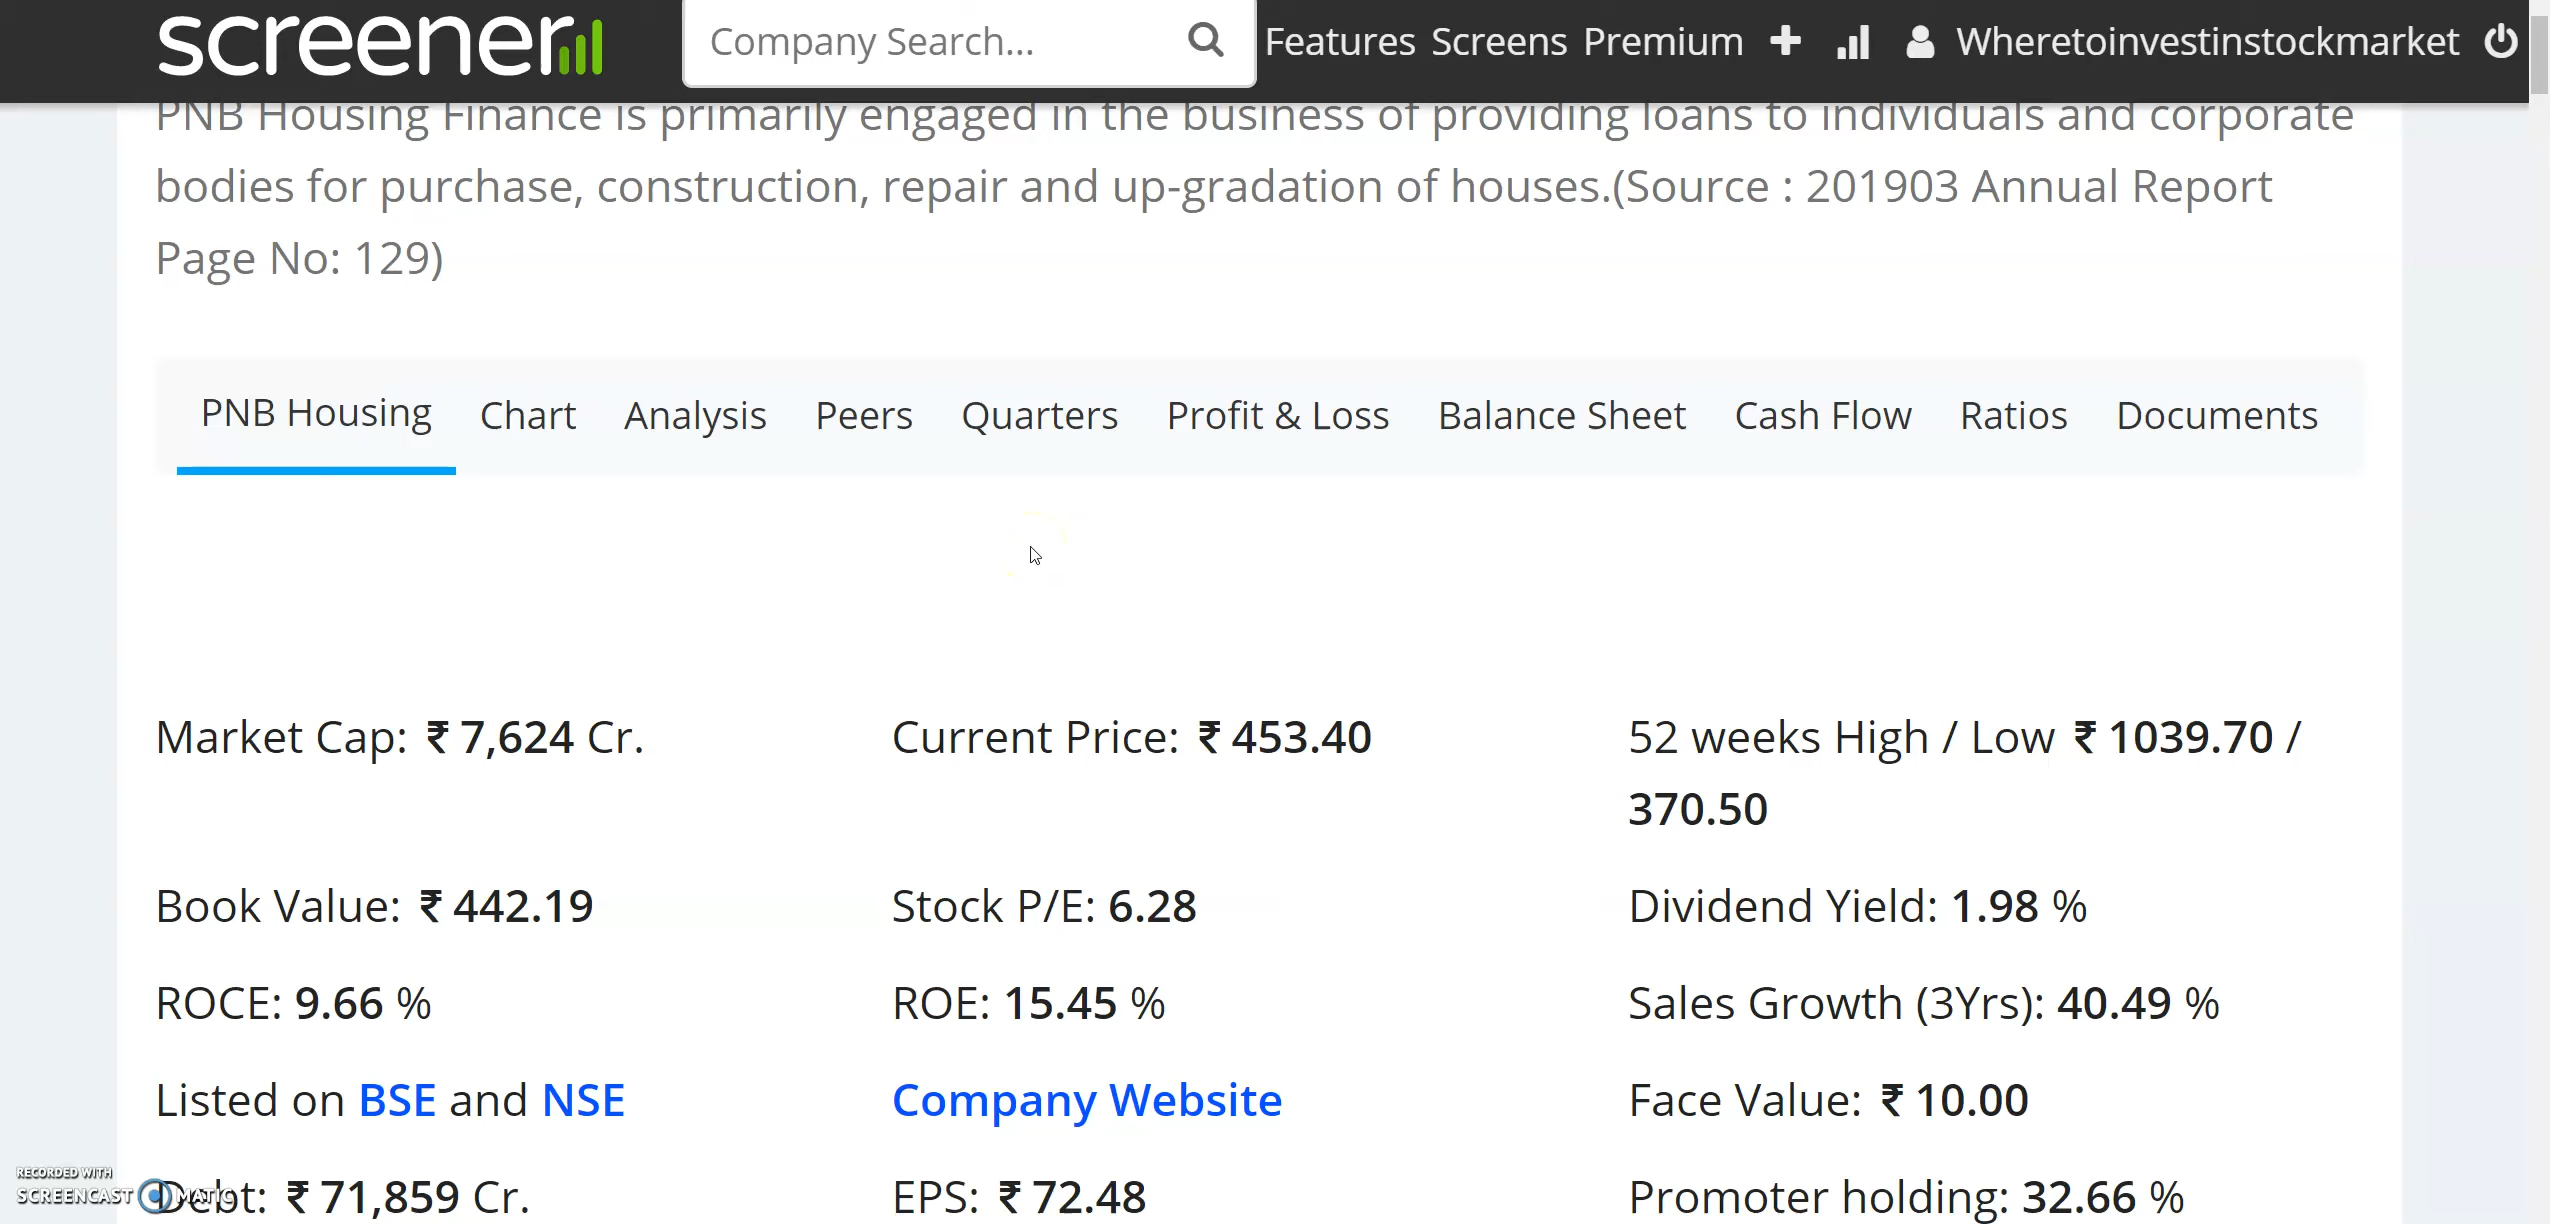 screener
Company Search...
Features Screens Premium Wheretoinvestinstockmarket
PNB Housing Finance is primarily engaged in the business of providing loans to individuals and corporate
bodies for purchase, construction, repair and up-gradation of houses.(Source : 201903 Annual Report
Page No: 129)
PNB Housing Chart Analysis Peers Quarters Profit & Loss Balance Sheet Cash Flow Ratios Documents
Market Cap: ₹ 7,624 Cr. Current Price: ₹ 453.40 52 weeks High / Low ₹ 1039.70 /
370.50
Book Value: ₹ 442.19 Stock P/E: 6.28 Dividend Yield: 1.98 %
ROCE: 9.66 % ROE: 15.45 % Sales Growth (3Yrs): 40.49 %
Listed on BSE and NSE Company Website Face Value: ₹ 10.00
Debt: ₹ 71,859 Cr. EPS: ₹ 72.48 Promoter holding: 32.66 %
RECORDED WITH
SCREENCAST MATIC